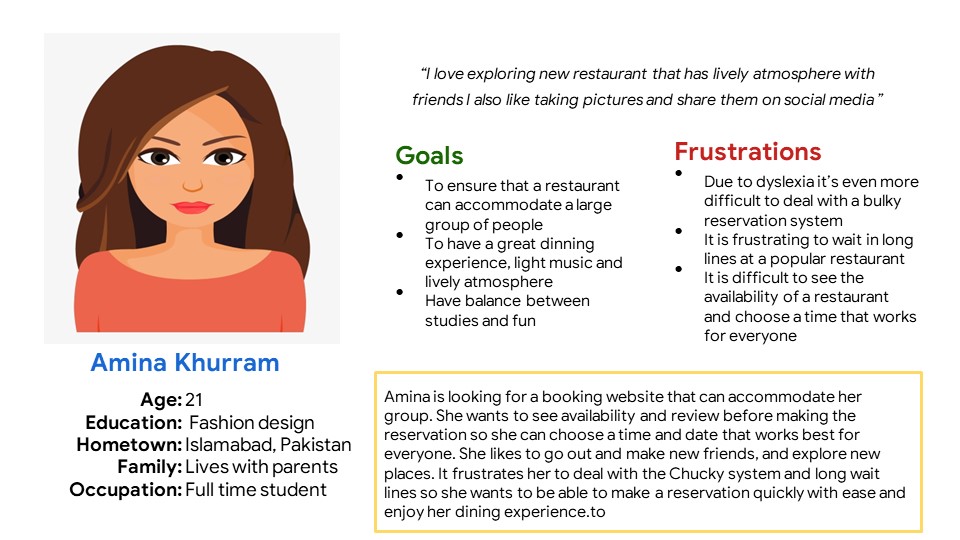 “I love exploring new restaurant that has lively atmosphere with
friends I also like taking pictures and share them on social media”
Goals
• To ensure that a restaurant
can accommodate a large
group of people
• To have a great dinning
experience, light music and
lively atmosphere
• Have balance between
studies and fun
Frustrations
• Due to dyslexia it’s even more
difficult to deal with a bulky
reservation system
• It is frustrating to wait in long
lines at a popular restaurant
• It is difficult to see the
availability of a restaurant
and choose a time that works
for everyone
Amina Khurram
Age: 21
Education: Fashion design
Hometown: Islamabad, Pakistan
Family: Lives with parents
Occupation: Full time student
Amina is looking for a booking website that can accommodate her
group. She wants to see availability and review before making the
reservation so she can choose a time and date that works best for
everyone. She likes to go out and make new friends, and explore new
places. It frustrates her to deal with the Chucky system and long wait
lines so she wants to be able to make a reservation quickly with ease and
enjoy her dining experience.to